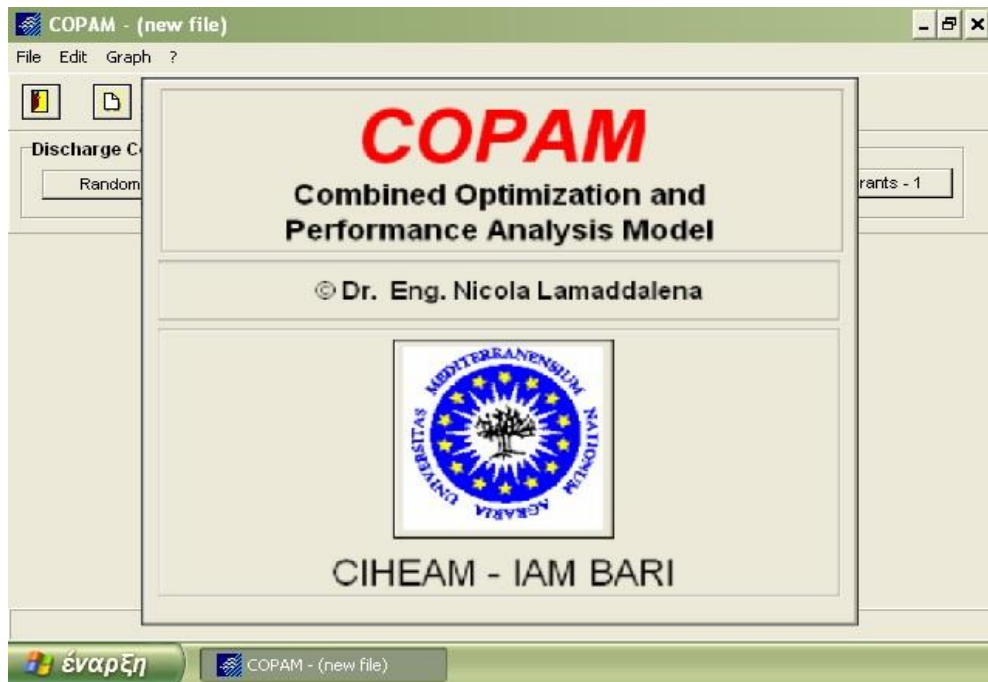 COPAM - (new file)
File Edit Graph ?
Discharge C
Random
rants - 1
COPAM
Combined Optimization and
Performance Analysis Model
© Dr. Eng. Nicola Lamaddalena
UNIVERSITAS MEDITERRANENSIUM NATIONUM AGRARIA
CIHEAM - IAM BARI
έναρξη
COPAM - (new file)